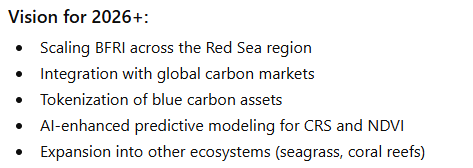 Vision for 2026+:
• Scaling BFRI across the Red Sea region
• Integration with global carbon markets
• Tokenization of blue carbon assets
• AI-enhanced predictive modeling for CRS and NDVI
• Expansion into other ecosystems (seagrass, coral reefs)